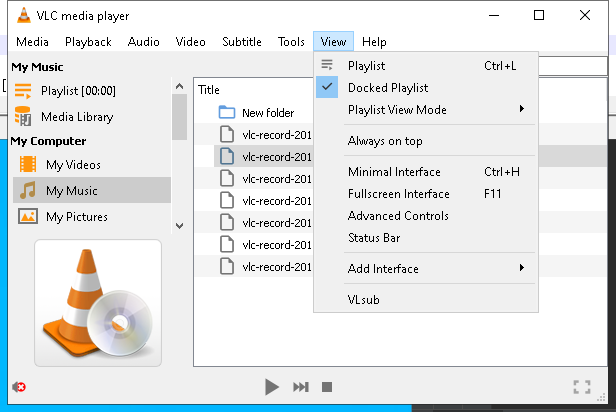 VLC media player
Media Playback Audio Video Subtitle Tools View Help
My Music
Playlist [00:00]
Media Library
My Computer
My Videos
My Music
My Pictures
Title
New folder
vlc-record-201
vlc-record-201
vlc-record-201
vlc-record-201
vlc-record-201
vlc-record-201
vlc-record-201
Playlist Ctrl+L
Docked Playlist
Playlist View Mode
Always on top
Minimal Interface Ctrl+H
Fullscreen Interface F11
Advanced Controls
Status Bar
Add Interface
VLsub